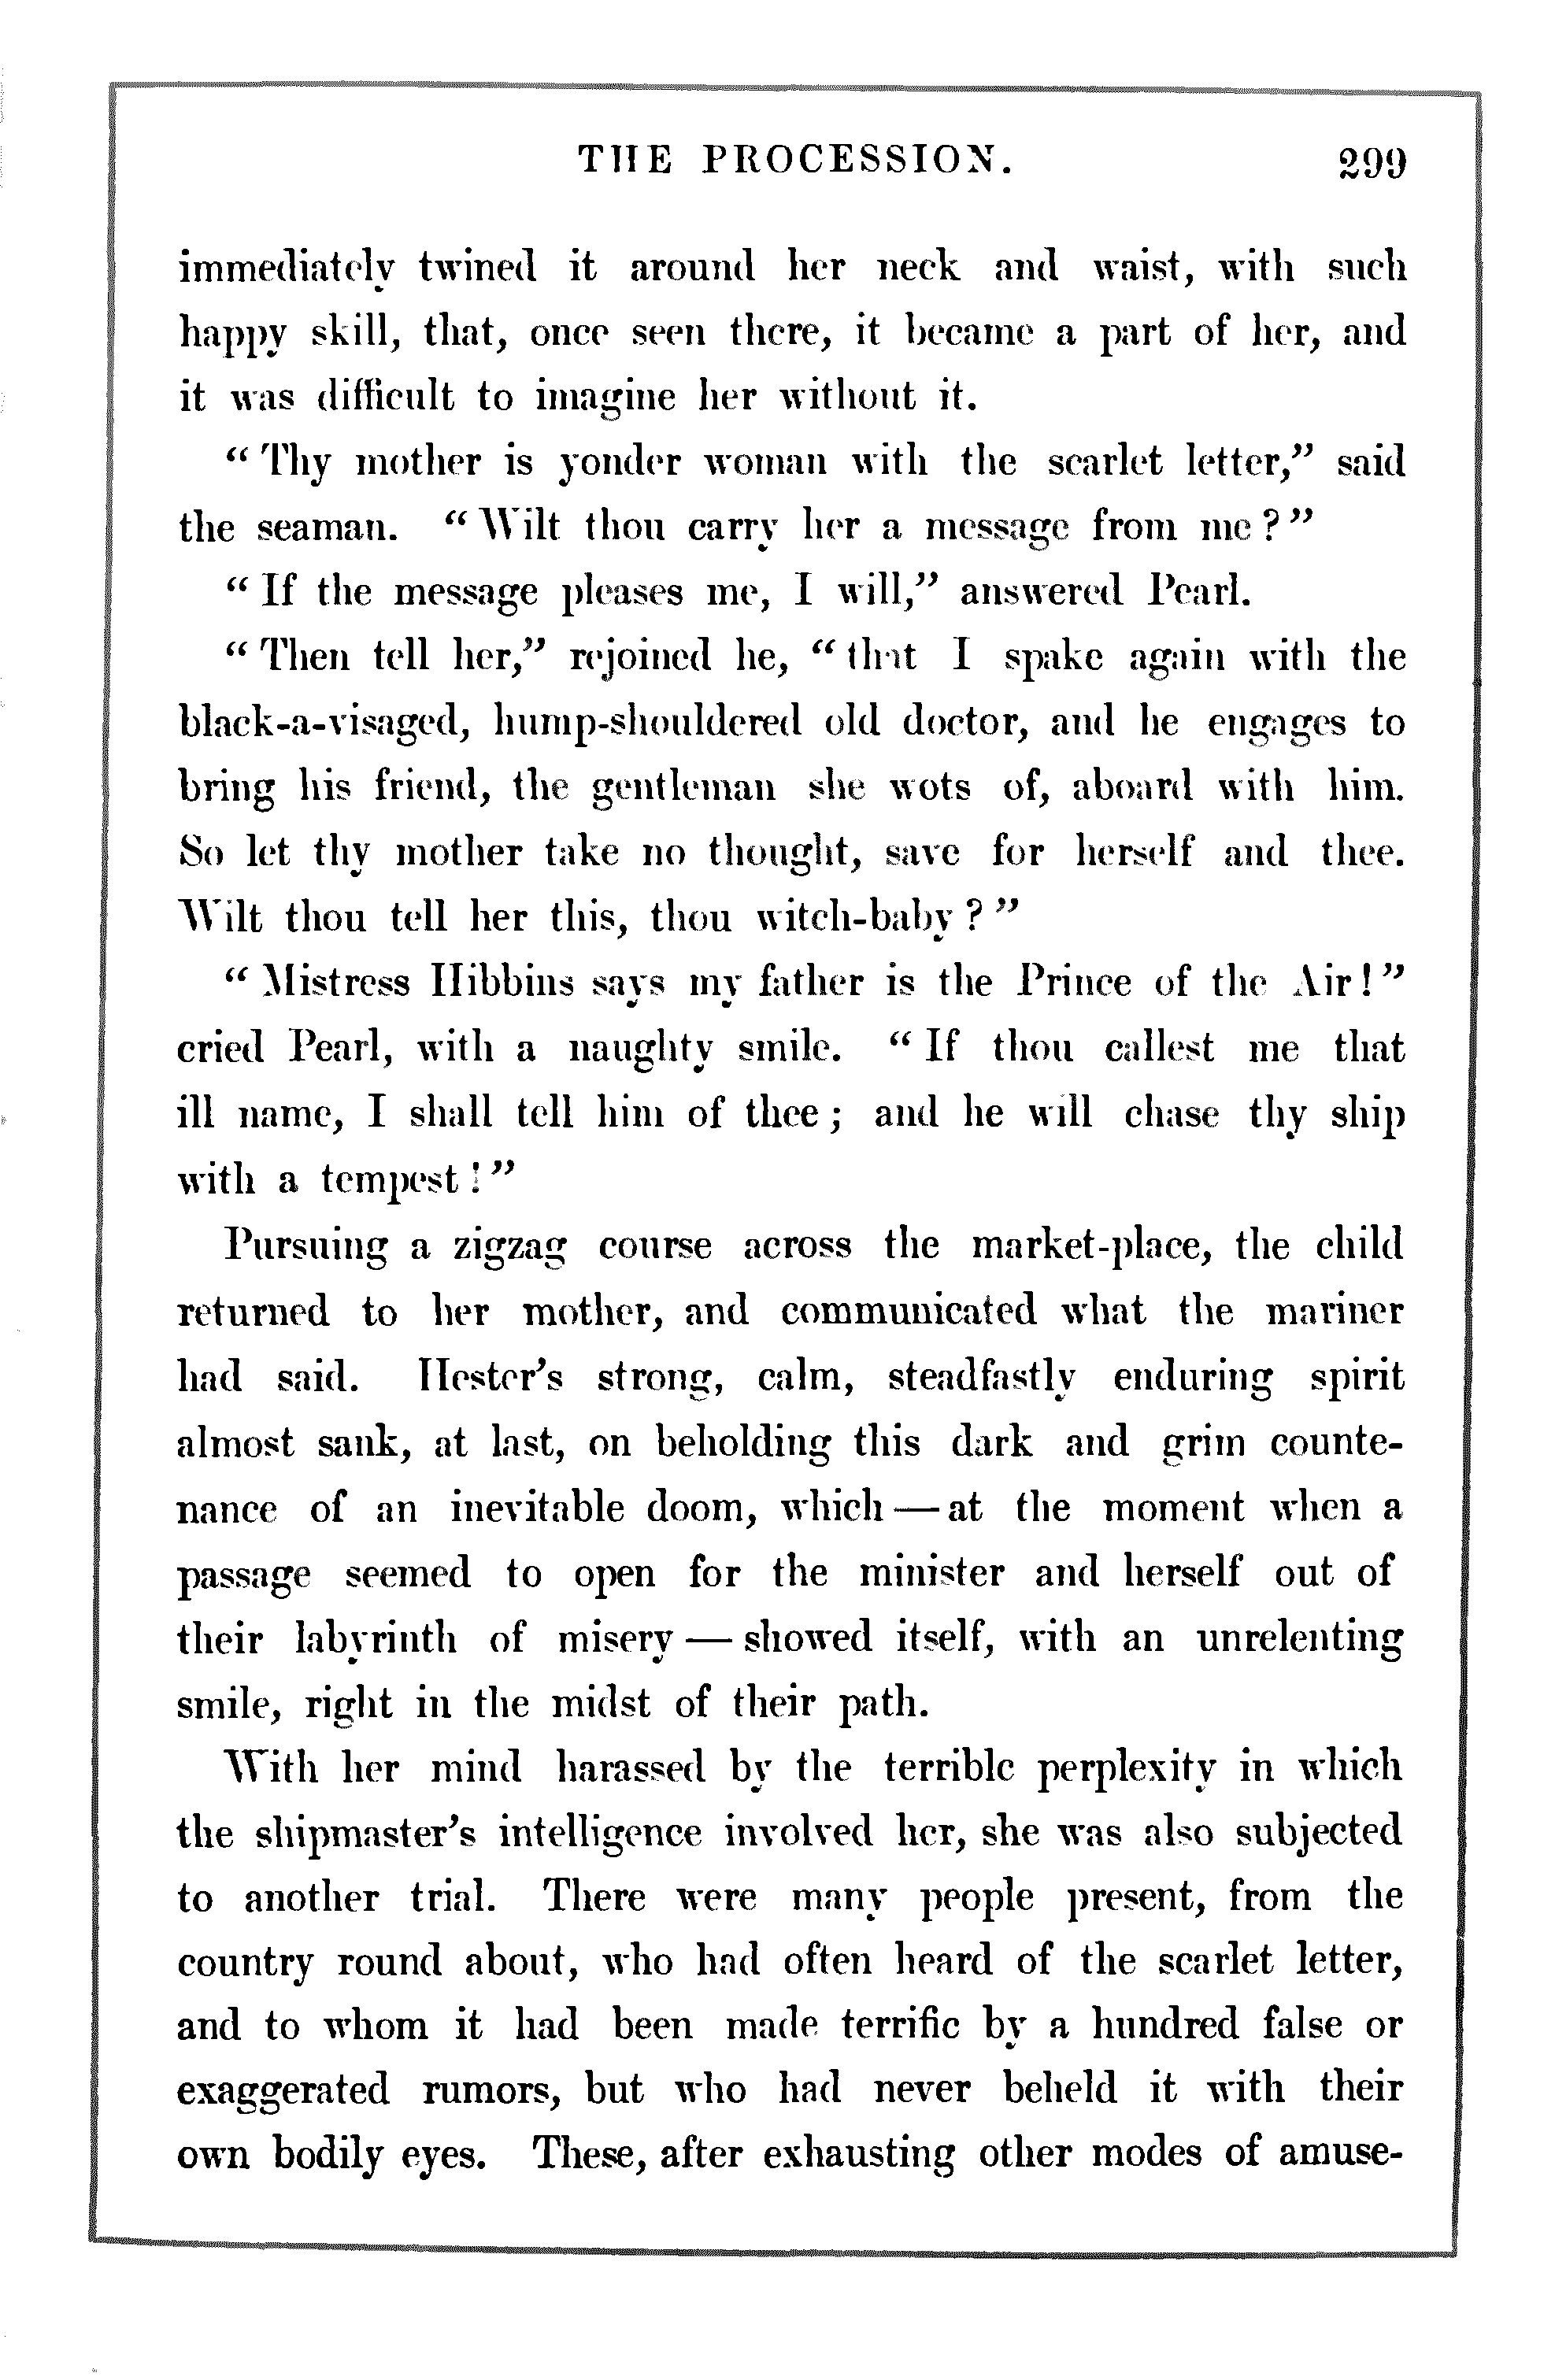 THE PROCESSION. 299
immediately twined it around her neck and waist, with such
happy skill, that, once seen there, it became a part of her, and
it was difficult to imagine her without it.
“Thy mother is yonder woman with the scarlet letter,” said
the seaman. “Wilt thou carry her a message from me?”
“If the message pleases me, I will,” answered Pearl.
“Then tell her,” rejoined he, “that I spake again with the
black-a-visaged, hump-shouldered old doctor, and he engages to
bring his friend, the gentleman she wots of, aboard with him.
So let thy mother take no thought, save for herself and thee.
Wilt thou tell her this, thou witch-baby?”
“Mistress Hibbins says my father is the Prince of the Air!”
cried Pearl, with a naughty smile. “If thou callest me that
ill name, I shall tell him of thee; and he will chase thy ship
with a tempest!”
Pursuing a zigzag course across the market-place, the child
returned to her mother, and communicated what the mariner
had said. Hester’s strong, calm, steadfastly enduring spirit
almost sank, at last, on beholding this dark and grim counte-
nance of an inevitable doom, which — at the moment when a
passage seemed to open for the minister and herself out of
their labyrinth of misery — showed itself, with an unrelenting
smile, right in the midst of their path.
With her mind harassed by the terrible perplexity in which
the shipmaster’s intelligence involved her, she was also subjected
to another trial. There were many people present, from the
country round about, who had often heard of the scarlet letter,
and to whom it had been made terrific by a hundred false or
exaggerated rumors, but who had never beheld it with their
own bodily eyes. These, after exhausting other modes of amuse-